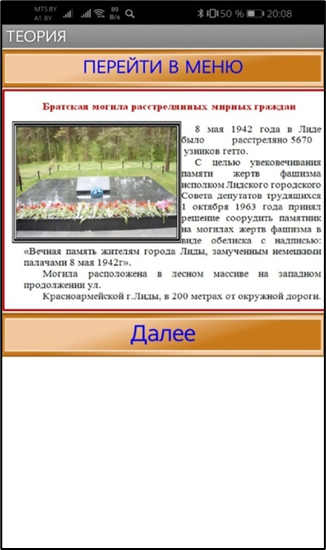 MTS.BY
A1 BY
89
B/s
50 %
20:08
ТЕОРИЯ
ПЕРЕЙТИ В МЕНЮ
Братская могила расстрелянных мирных граждан
8 мая 1942 года в Лиде
было расстреляно 5670
узников гетто.
С целью увековечивания
памяти жертв фашизма
исполком Лидского городского
Совета депутатов трудящихся
1 октября 1963 года принял
решение соорудить памятник
на могилах жертв фашизма в
виде обелиска с надписью:
«Вечная память жителям города Лиды, замученным немецкими
палачами 8 мая 1942г».
Могила расположена в лесном массиве на западном
продолжении ул.
Красноармейской г.Лиды, в 200 метрах от окружной дороги.
Далее